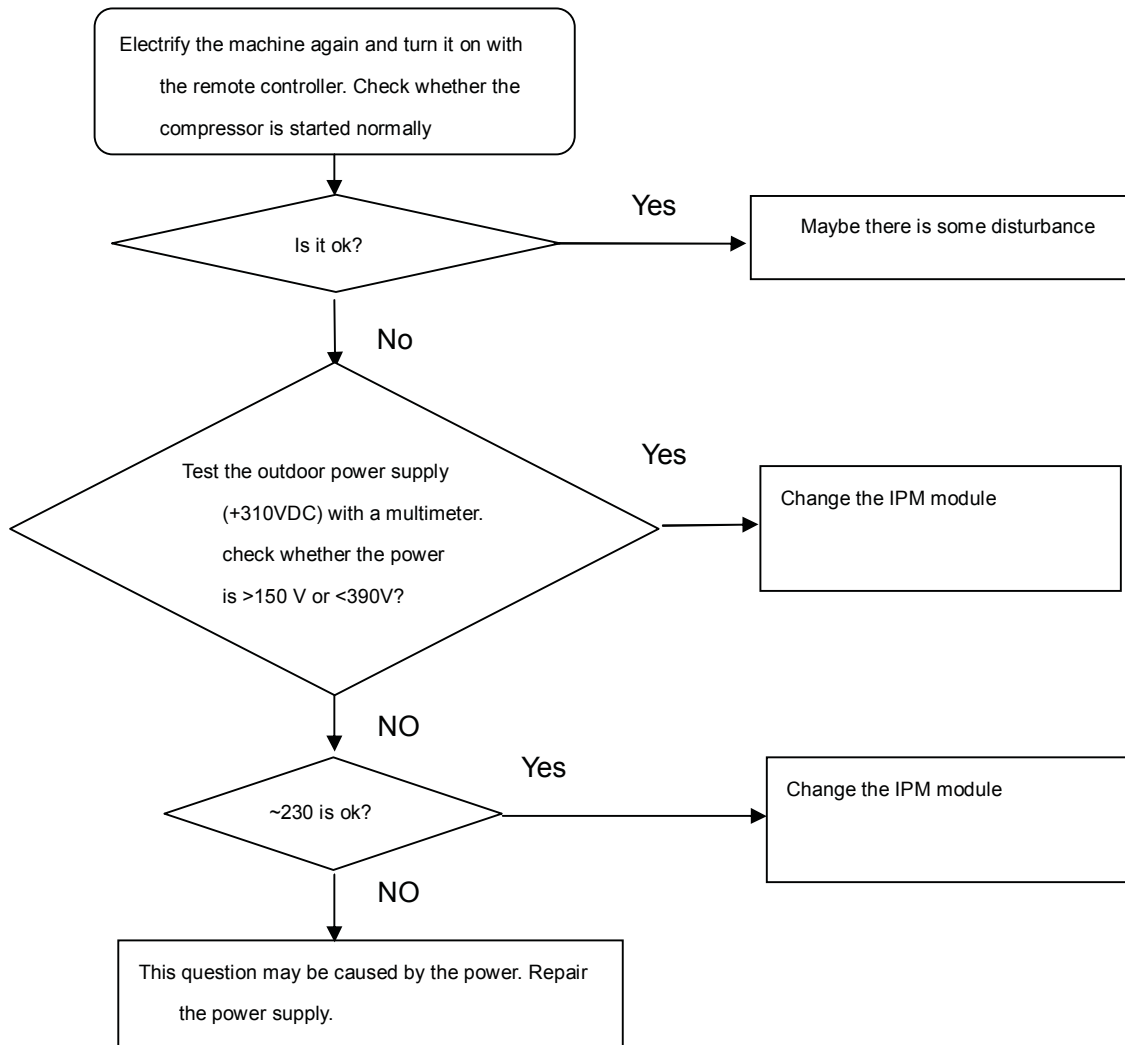 Electrify the machine again and turn it on with
the remote controller. Check whether the
compressor is started normally
Is it ok?
Yes
Maybe there is some disturbance
No
Test the outdoor power supply
(+310VDC) with a multimeter.
check whether the power
is >150 V or <390V?
Yes
Change the IPM module
NO
~230 is ok?
Yes
Change the IPM module
NO
This question may be caused by the power. Repair
the power supply.